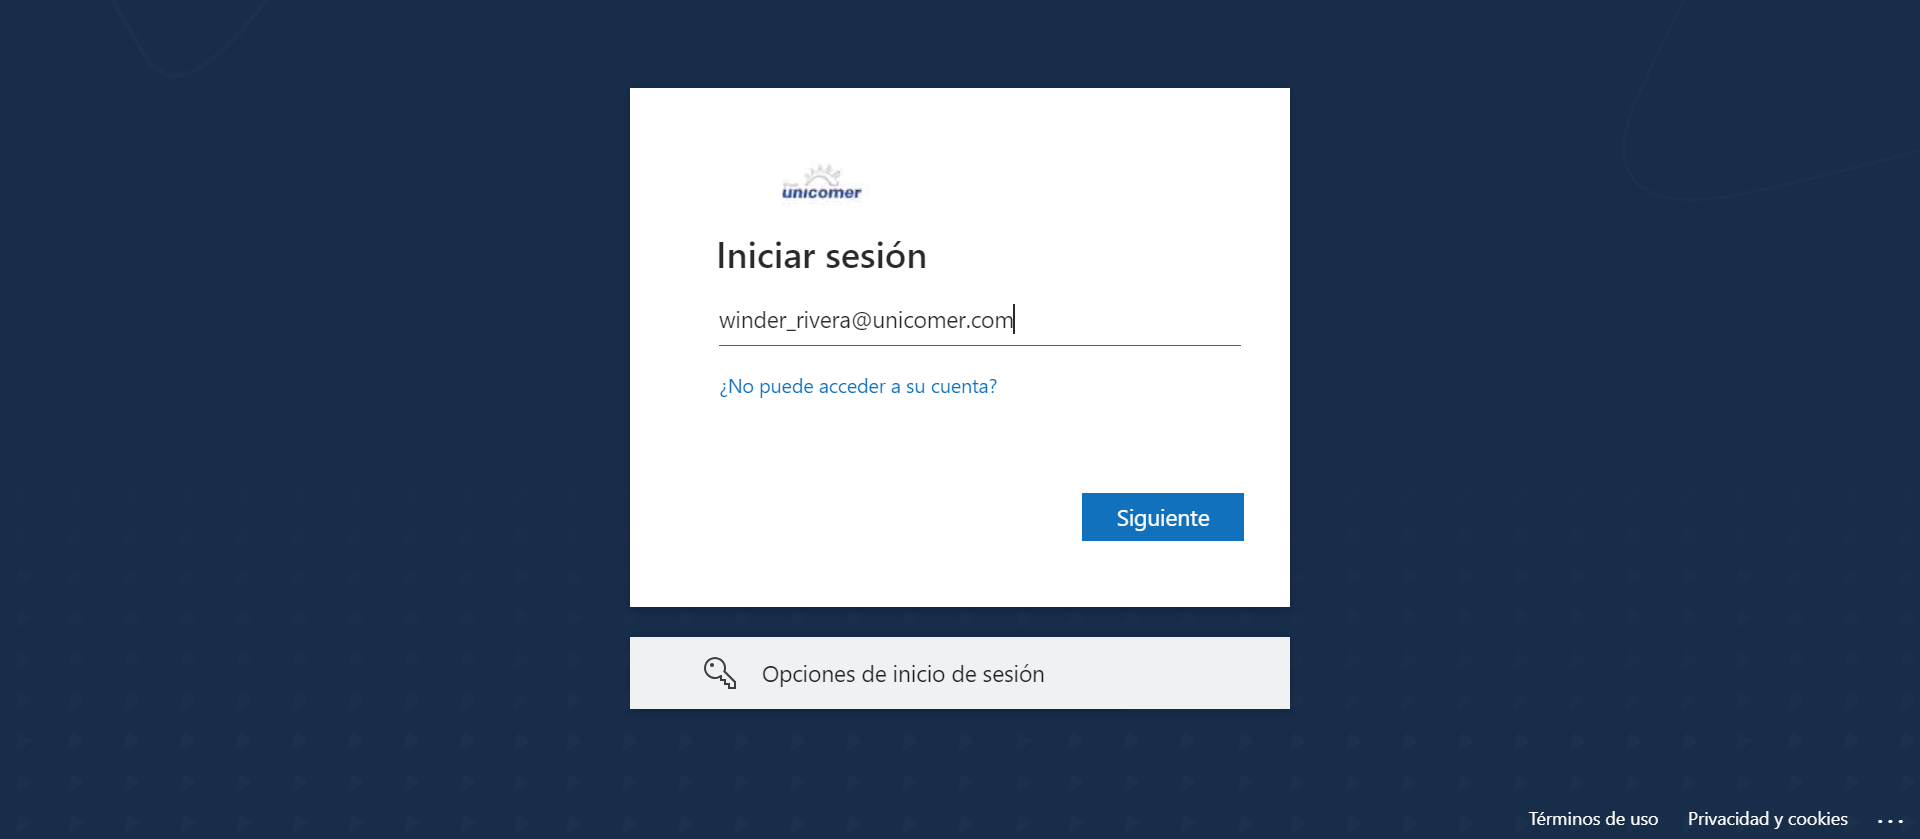 unicomer
Iniciar sesión
winder_rivera@unicomer.com
¿No puede acceder a su cuenta?
Siguiente
Opciones de inicio de sesión
Términos de uso Privacidad y cookies ...